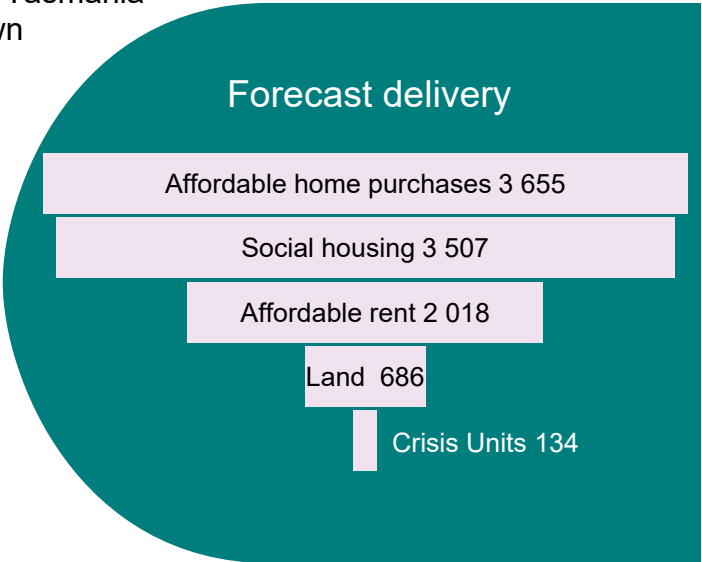 Tasmania
Forecast delivery
Affordable home purchases 3 655
Social housing 3 507
Affordable rent 2 018
Land  686
Crisis Units 134